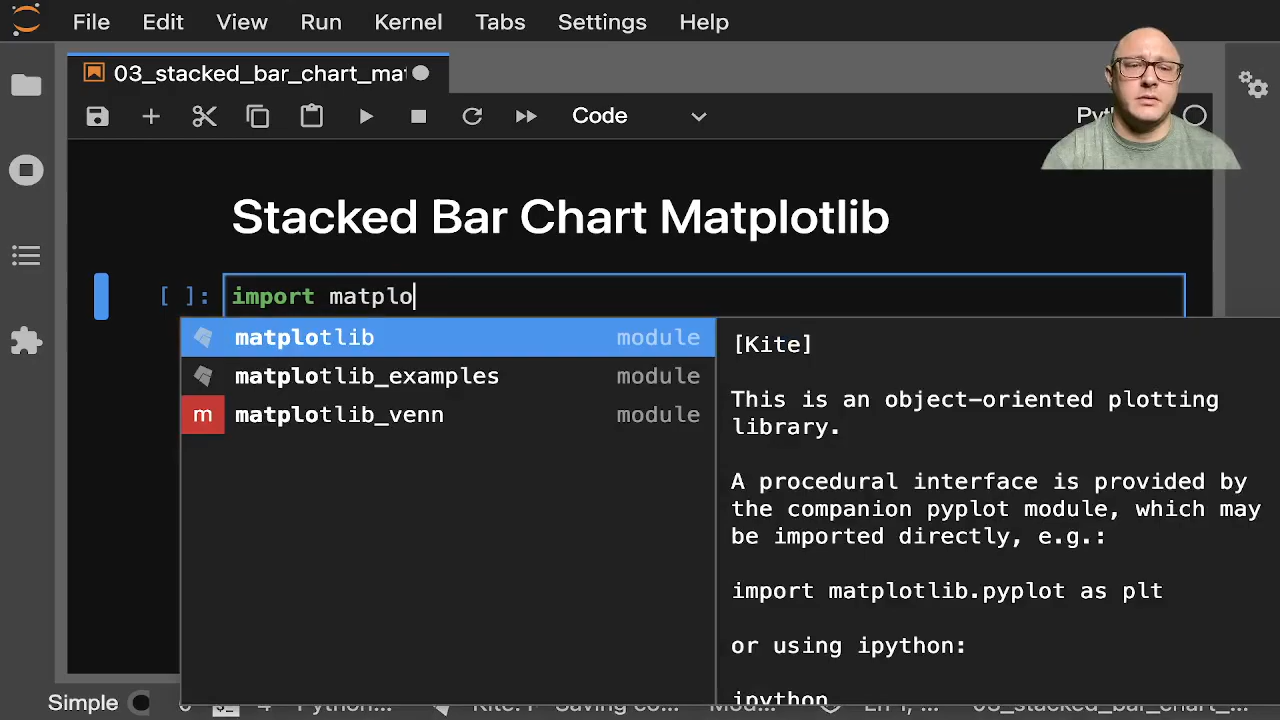 File Edit View Run Kernel Tabs Settings Help
03_stacked_bar_chart_ma
Code
Stacked Bar Chart Matplotlib
[ ]: import matplo
matplotlib module
matplotlib_examples module
m matplotlib_venn module
[Kite]
This is an object-oriented plotting
library.
A procedural interface is provided by
the companion pyplot module, which may
be imported directly, e.g.:
import matplotlib.pyplot as plt
or using ipython:
ipython
Simple